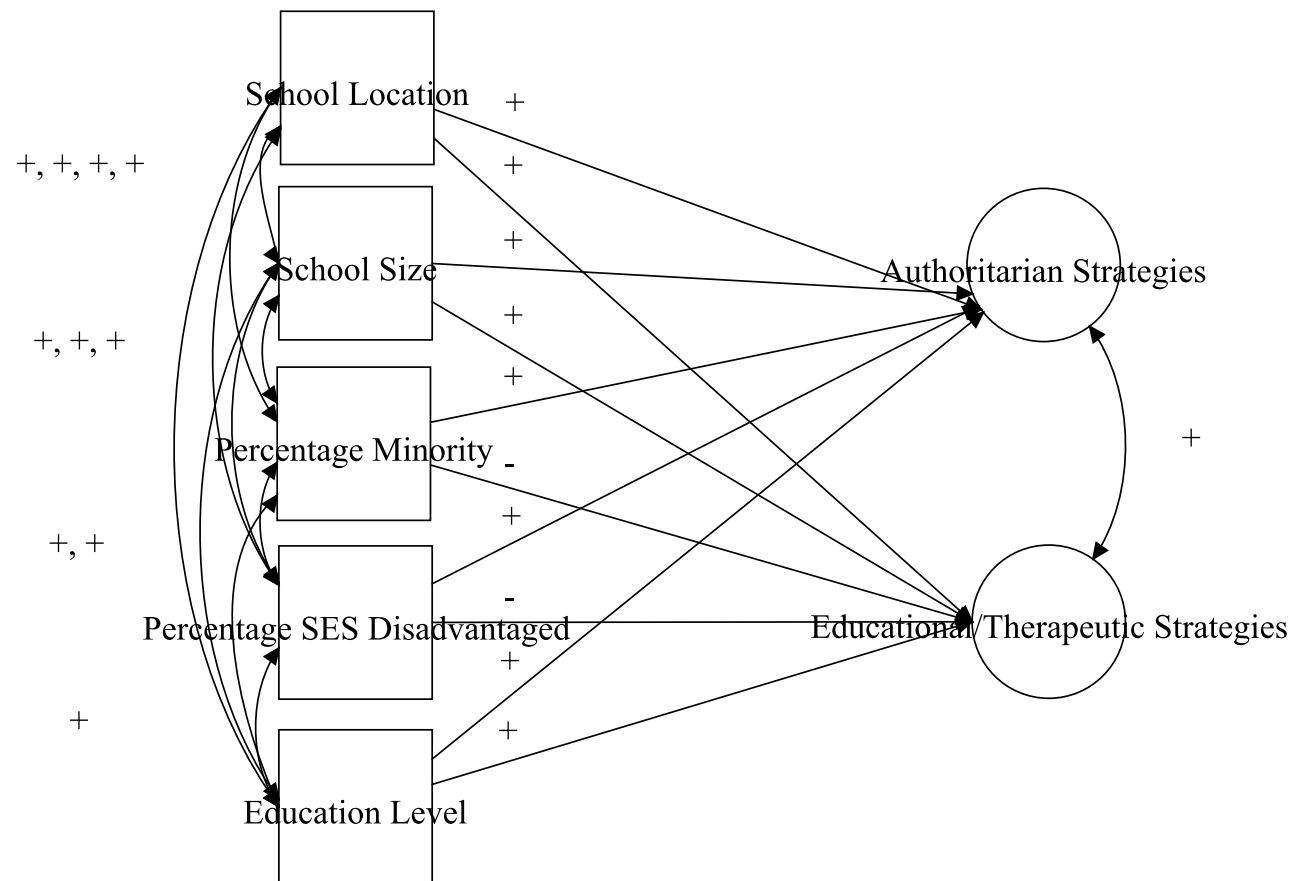 School Location
+
+, +, +, +
+
+
School Size
Authoritarian Strategies
+
+, +, +
+
+
Percentage Minority
-
+
+, +
-
Percentage SES Disadvantaged
Educational/Therapeutic Strategies
+
+
+
Education Level